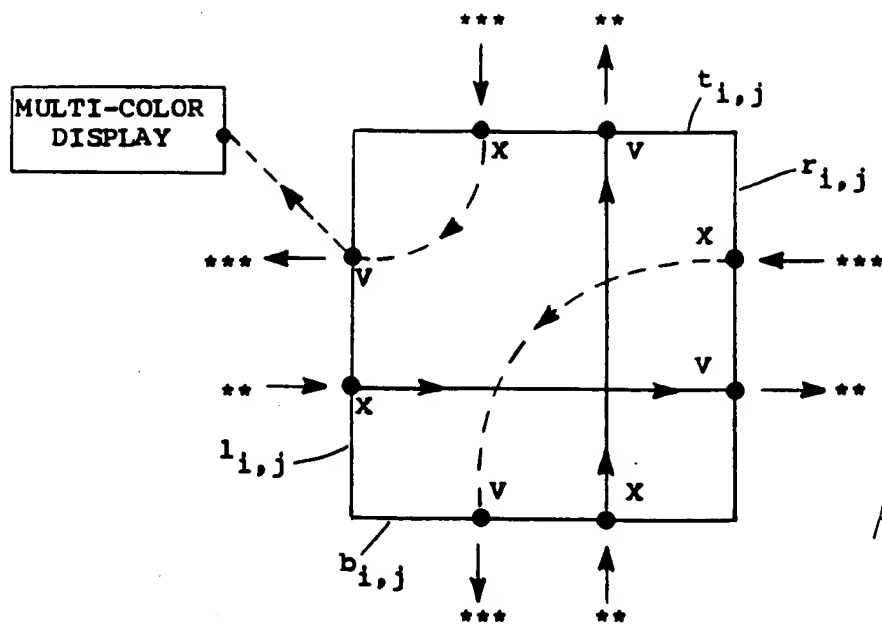 *** **
t i,j
MULTI-COLOR
DISPLAY
X V
r i,j
X
*** V ***
V
** X **
l i,j
V X
b i,j
*** **